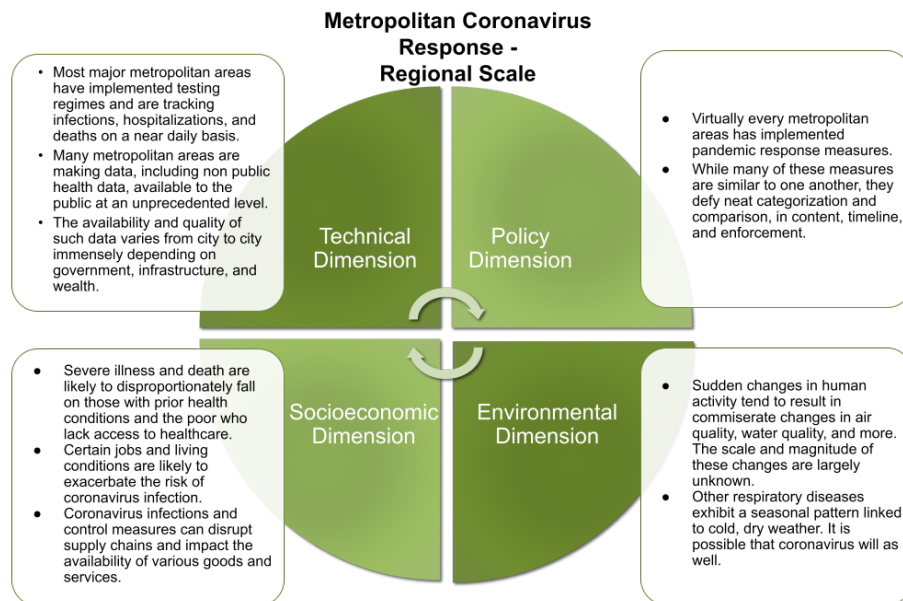 Metropolitan Coronavirus
Response -
Regional Scale
• Most major metropolitan areas
have implemented testing
regimes and are tracking
infections, hospitalizations, and
deaths on a near daily basis.
• Many metropolitan areas are
making data, including non public
health data, available to the
public at an unprecedented level.
• The availability and quality of
such data varies from city to city
immensely depending on
government, infrastructure, and
wealth.
Technical
Dimension
Policy
Dimension
● Virtually every metropolitan
areas has implemented
pandemic response measures.
● While many of these measures
are similar to one another, they
defy neat categorization and
comparison, in content, timeline,
and enforcement.
● Severe illness and death are
likely to disproportionately fall
on those with prior health
conditions and the poor who
lack access to healthcare.
● Certain jobs and living
conditions are likely to
exacerbate the risk of
coronavirus infection.
● Coronavirus infections and
control measures can disrupt
supply chains and impact the
availability of various goods and
services.
Socioeconomic
Dimension
Environmental
Dimension
● Sudden changes in human
activity tend to result in
commiserate changes in air
quality, water quality, and more.
The scale and magnitude of
these changes are largely
unknown.
● Other respiratory diseases
exhibit a seasonal pattern linked
to cold, dry weather. It is
possible that coronavirus will as
well.